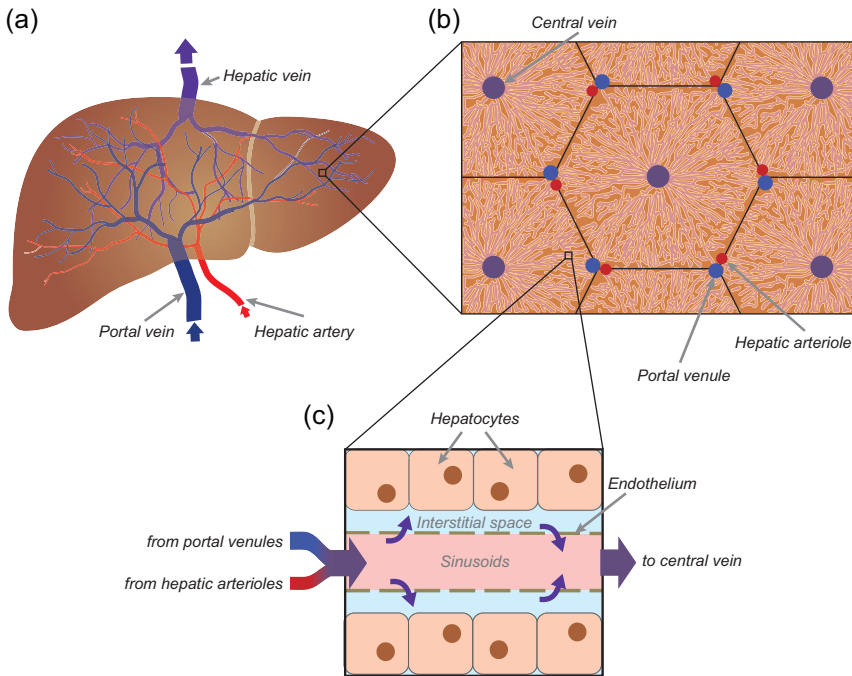 (a)
Hepatic vein
Portal vein
Hepatic artery
(b)
Central vein
Hepatic arteriole
Portal venule
(c)
Hepatocytes
Endothelium
Interstitial space
from portal venules
Sinusoids
to central vein
from hepatic arterioles